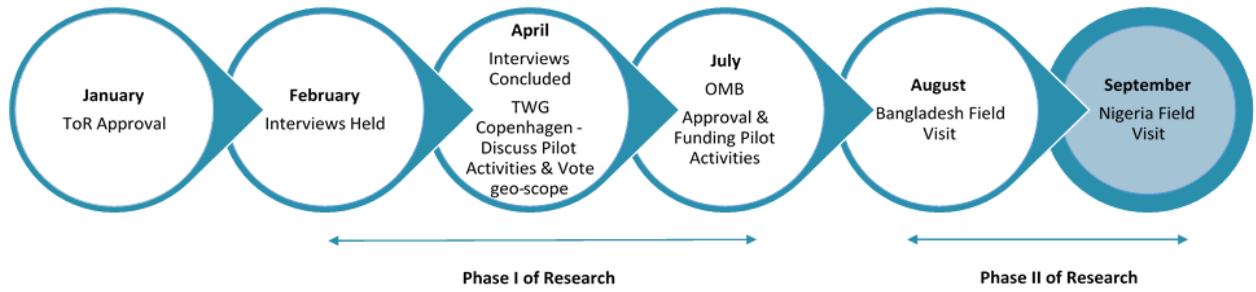 January
ToR Approval
February
Interviews Held
April
Interviews
Concluded
TWG
Copenhagen -
Discuss Pilot
Activities & Vote
geo-scope
July
OMB
Approval &
Funding Pilot
Activities
August
Bangladesh Field
Visit
September
Nigeria Field
Visit
Phase I of Research
Phase II of Research